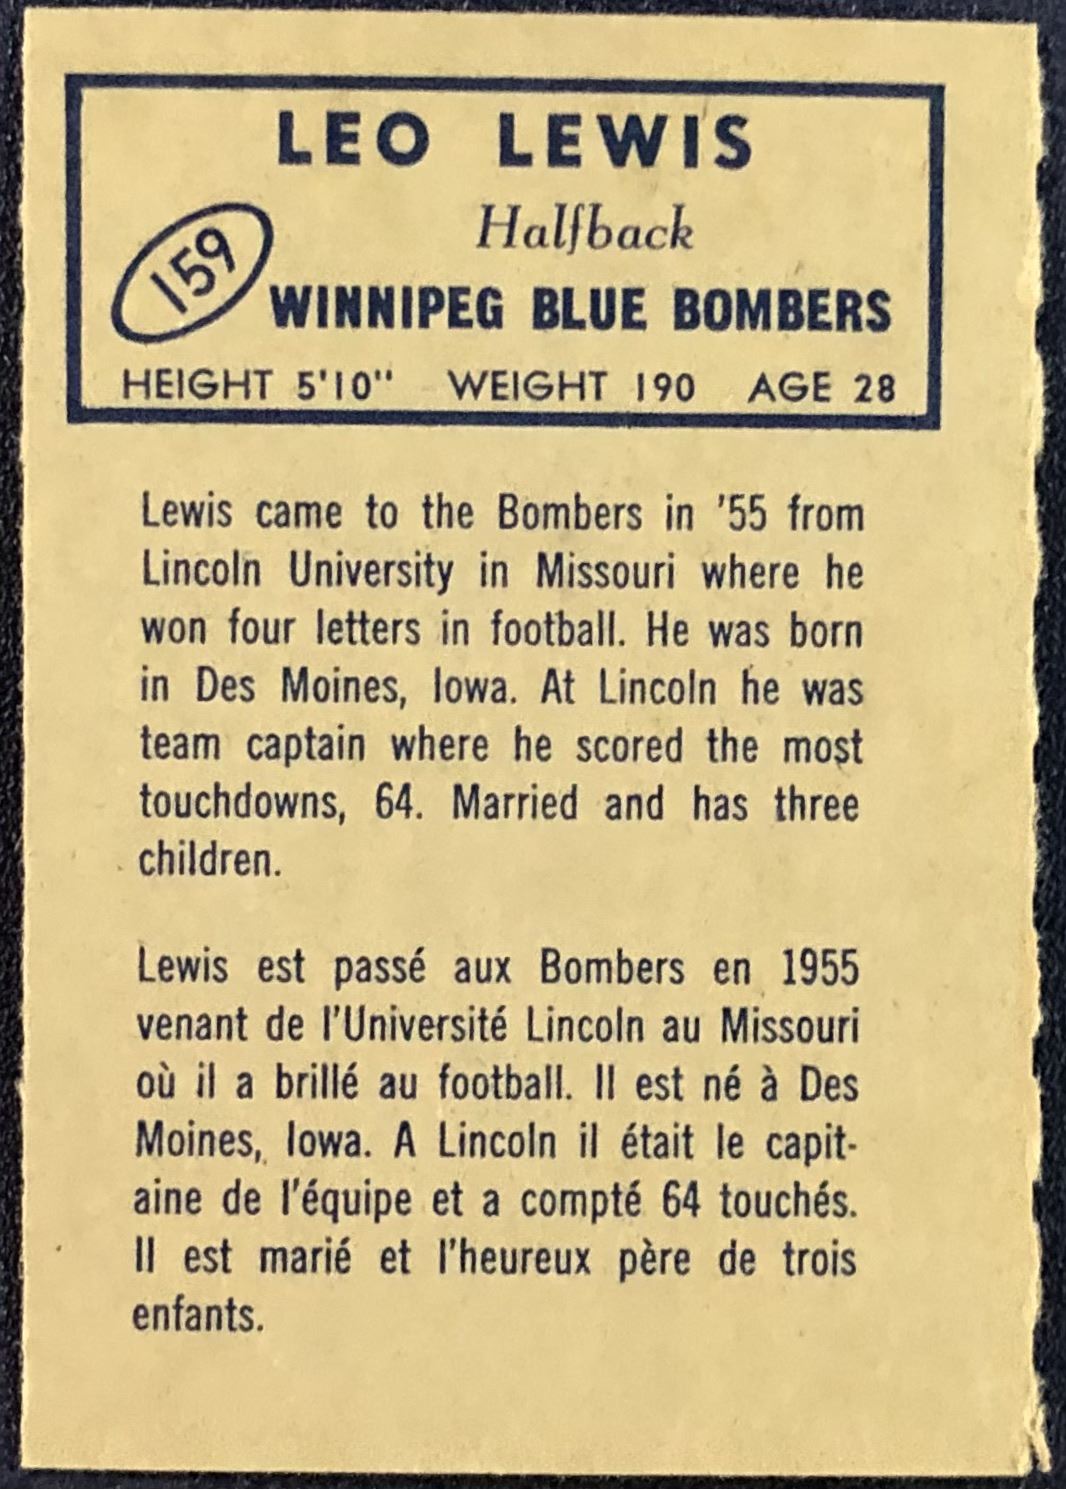 LEO LEWIS
Halfback
159
WINNIPEG BLUE BOMBERS
HEIGHT 5'10" WEIGHT 190 AGE 28
Lewis came to the Bombers in '55 from
Lincoln University in Missouri where he
won four letters in football. He was born
in Des Moines, Iowa. At Lincoln he was
team captain where he scored the most
touchdowns, 64. Married and has three
children.
Lewis est passé aux Bombers en 1955
venant de l'Université Lincoln au Missouri
où il a brillé au football. Il est né à Des
Moines, Iowa. A Lincoln il était le capit-
aine de l'équipe et a compté 64 touchés.
Il est marié et l'heureux père de trois
enfants.